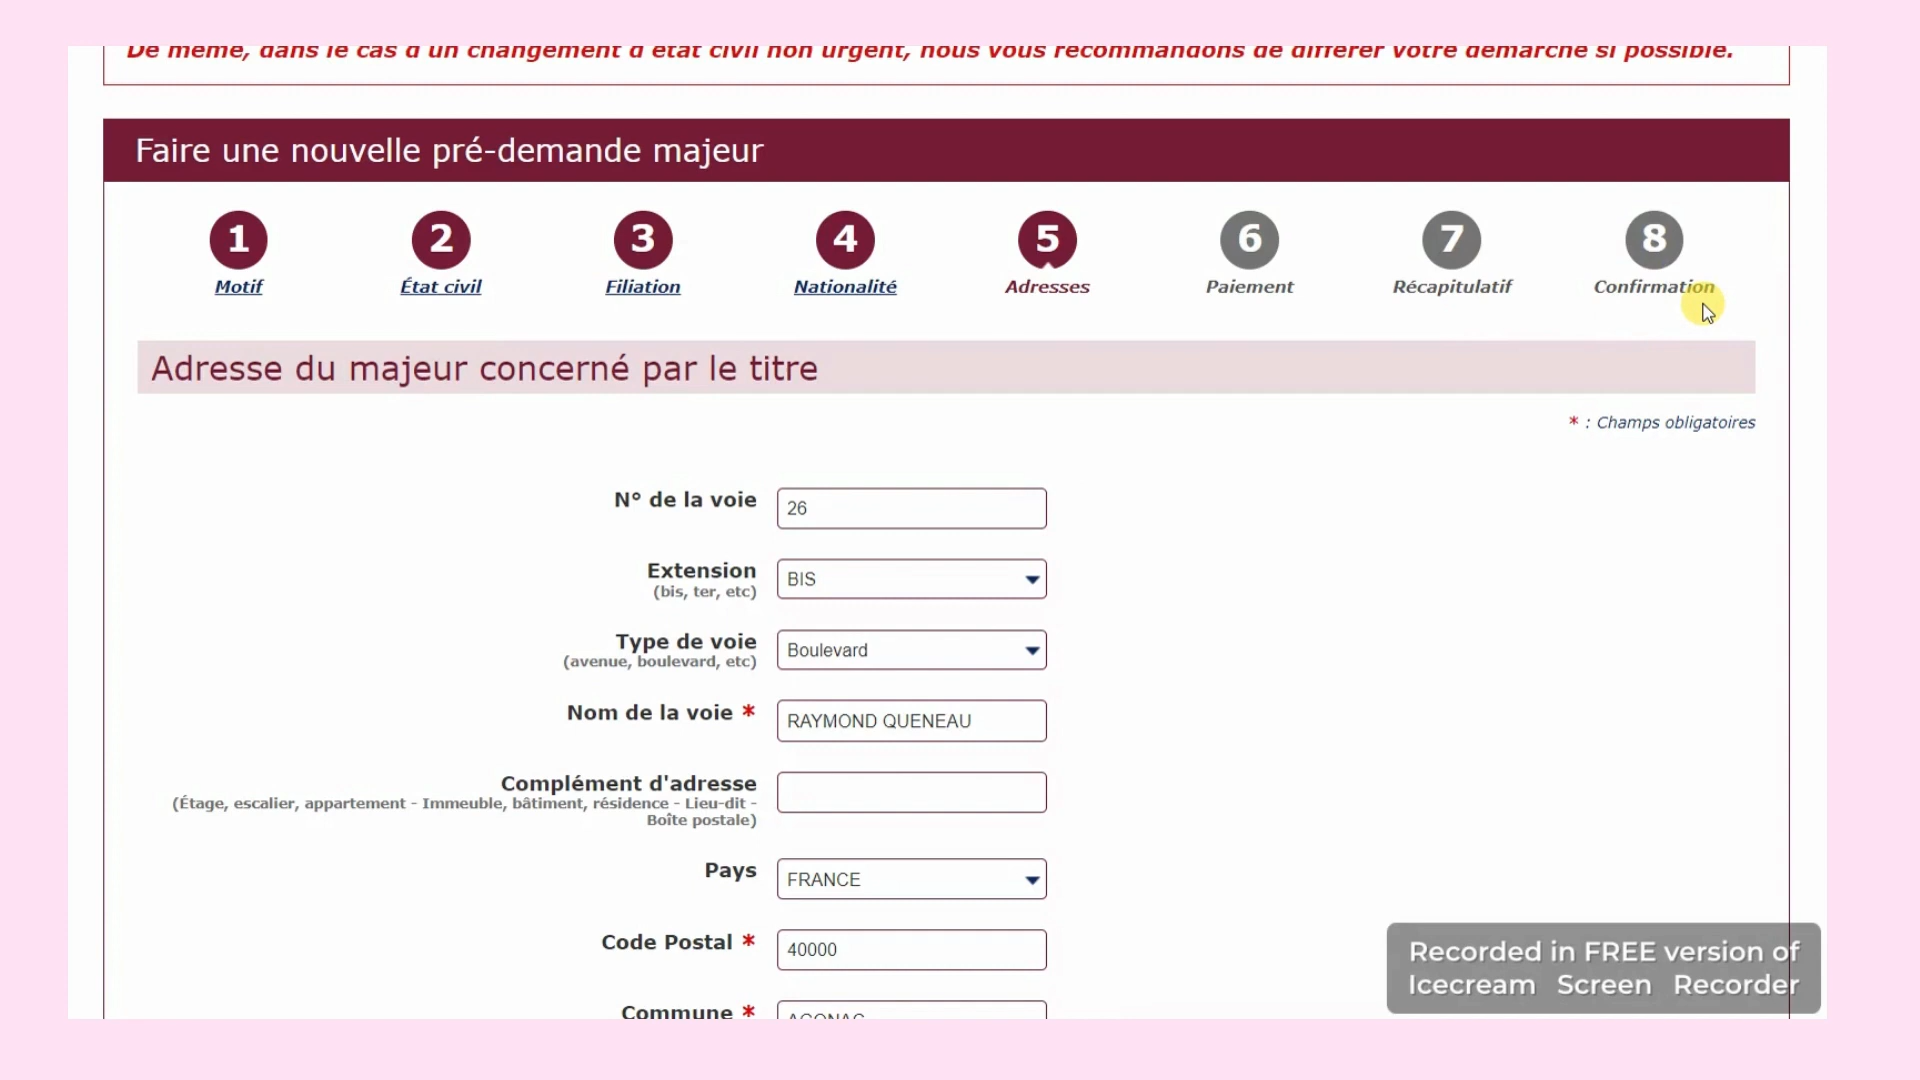 De même, dans le cas d'un changement d'état civil non urgent, nous vous recommandons de différer votre démarche si possible.
Faire une nouvelle pré-demande majeur
1 2 3 4 5 6 7 8
Motif État civil Filiation Nationalité Adresses Paiement Récapitulatif Confirmation
Adresse du majeur concerné par le titre
* : Champs obligatoires
N° de la voie 26
Extension BIS
(bis, ter, etc)
Type de voie Boulevard
(avenue, boulevard, etc)
Nom de la voie * RAYMOND QUENEAU
Complément d'adresse
(Étage, escalier, appartement - Immeuble, bâtiment, résidence - Lieu-dit -
Boîte postale)
Pays FRANCE
Code Postal * 40000
Commune *
Recorded in FREE version of
Icecream Screen Recorder